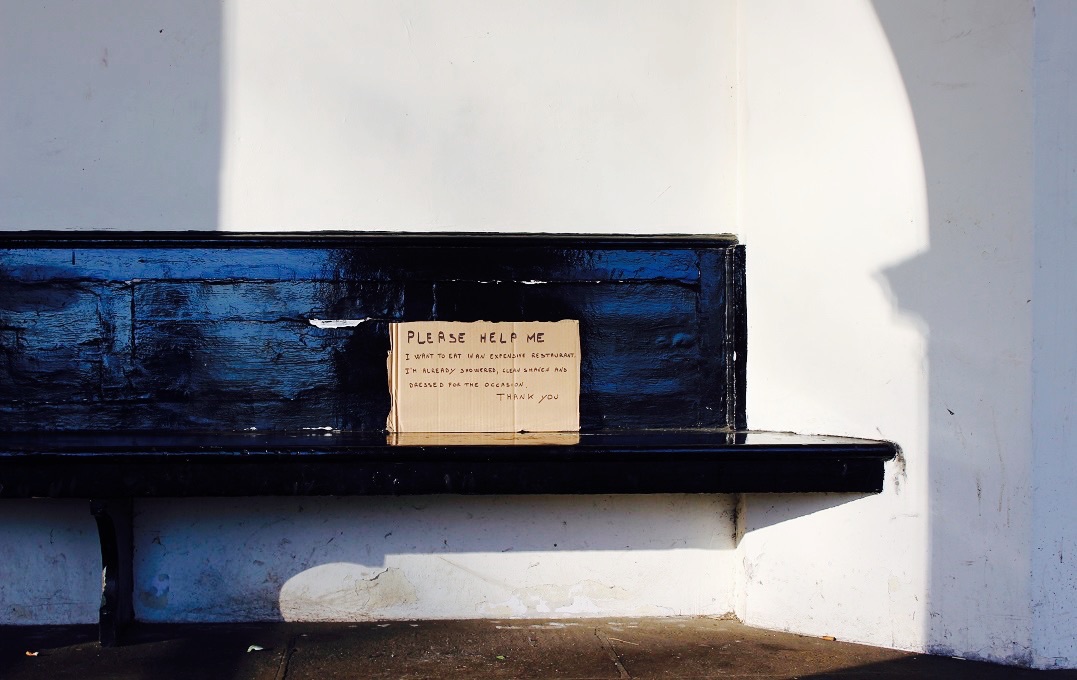 PLEASE HELP ME
I WANT TO EAT IN AN EXPENSIVE RESTAURANT.
I'M ALREADY SHOWERED, CLEAN SHAVEN AND
DRESSED FOR THE OCCASION.
THANK YOU